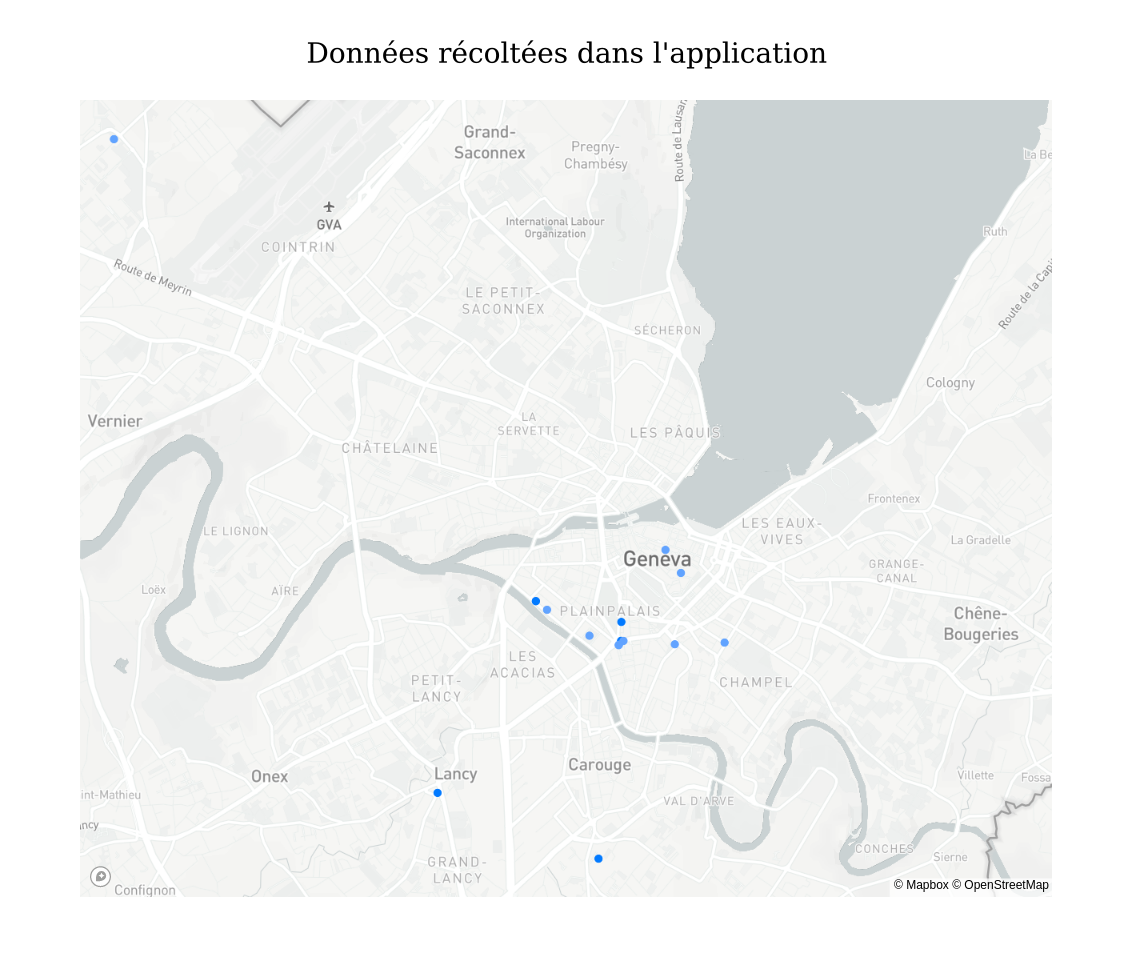 Données récoltées dans l'application
Grand-
Saconnex
Pregny-
Chambésy
Route de Lausan
La Be
GVA
International Labour
Organization
COINTRIN
Ruth
Route de Meyrin
Route de la Capi
LE PETIT-
SACONNEX
SÉCHERON
Cologny
Vernier
LA
SERVETTE
LES PÂQUIS
CHÂTELAINE
Frontenex
LE LIGNON
LES EAUX-
VIVES
La Gradelle
Geneva
GRANGE-
CANAL
Loëx
AÏRE
PLAINPALAIS
Chêne-
Bougeries
LES
ACACIAS
PETIT-
LANCY
CHAMPEL
Onex
Lancy
Carouge
Villette
Fossa
int-Mathieu
VAL D'ARVE
ncy
CONCHES
Sierne
GRAND-
LANCY
Confignon
© Mapbox © OpenStreetMap